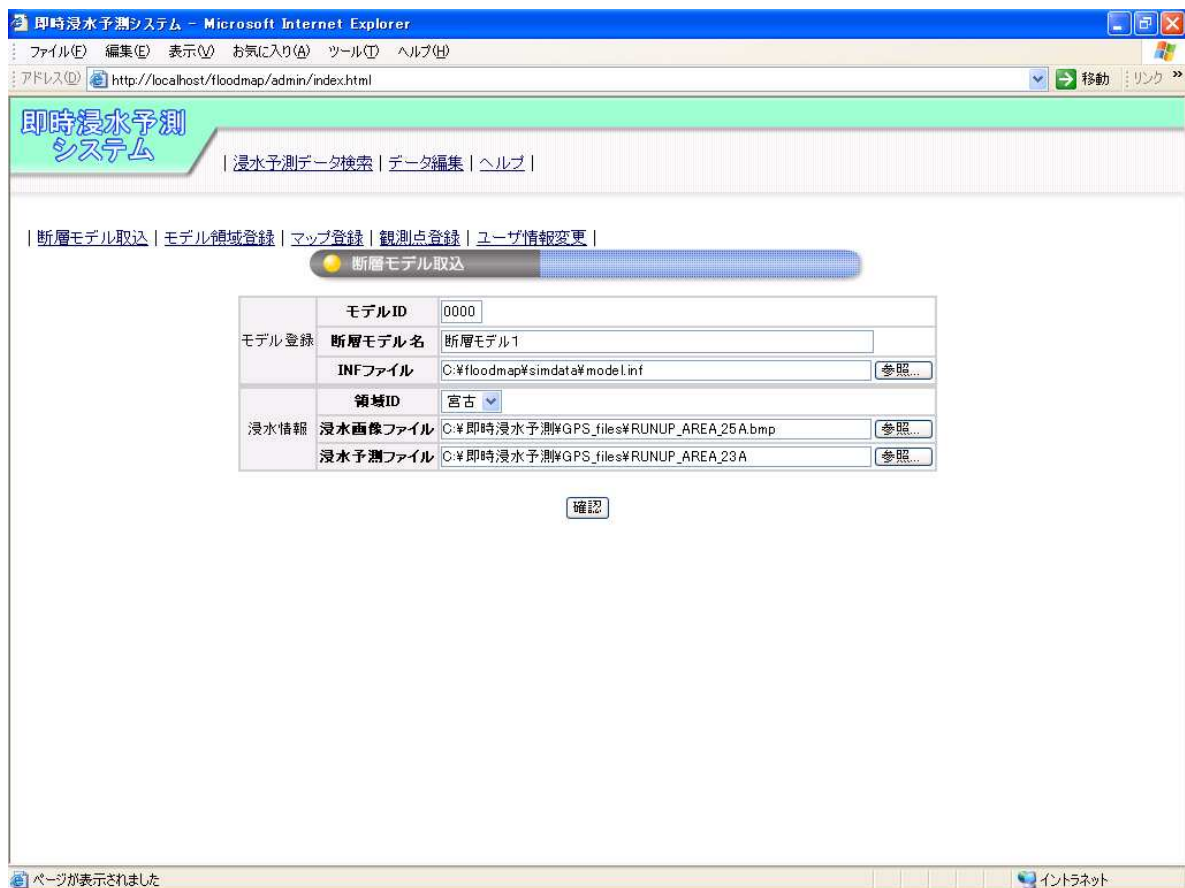 即時浸水予測システム - Microsoft Internet Explorer
ファイル(F) 編集(E) 表示(V) お気に入り(A) ツール(T) ヘルプ(H)
アドレス(D) http://localhost/floodmap/admin/index.html 移動 リンク »
即時浸水予測
システム
| 浸水予測データ検索 | データ編集 | ヘルプ |
| 断層モデル取込 | モデル領域登録 | マップ登録 | 観測点登録 | ユーザ情報変更 |
断層モデル取込
モデル登録
モデルID 0000
断層モデル名 断層モデル1
INFファイル C:¥floodmap¥simdata¥model.inf 参照...
浸水情報
領域ID 宮古
浸水画像ファイル C:¥即時浸水予測¥GPS_files¥RUNUP_AREA_25A.bmp 参照...
浸水予測ファイル C:¥即時浸水予測¥GPS_files¥RUNUP_AREA_23A 参照...
確認
ページが表示されました イントラネット